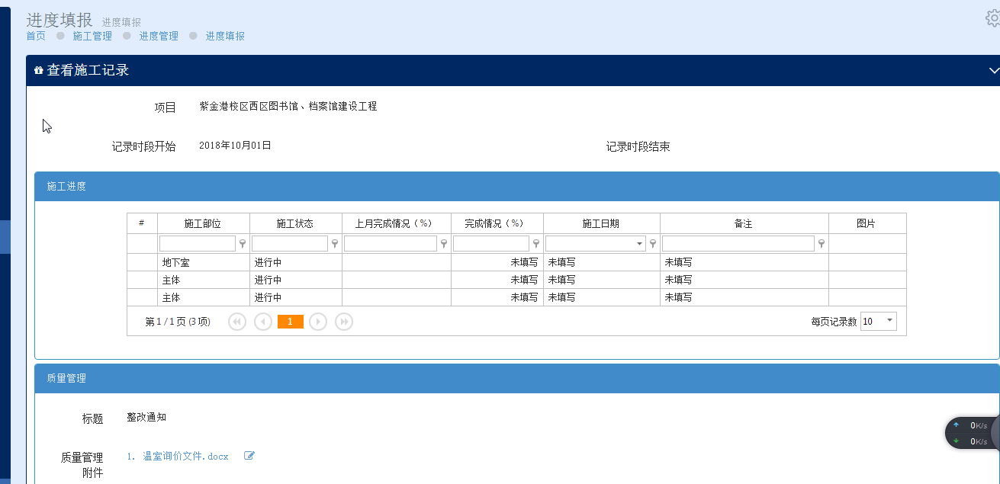 进度填报 进度填报
首页 施工管理 进度管理 进度填报
查看施工记录
项目 紫金港校区西区图书馆、档案馆建设工程
记录时段开始 2018年10月01日 记录时段结束
施工进度
# 施工部位 施工状态 上月完成情况（%） 完成情况（%） 施工日期 备注 图片
地下室 进行中 未填写 未填写 未填写
主体 进行中 未填写 未填写 未填写
主体 进行中 未填写 未填写 未填写
第 1 / 1 页 (3 项) 1 每页记录数 10
质量管理
标题 整改通知
质量管理 1. 温室询价文件.docx
附件
0K/s
0K/s